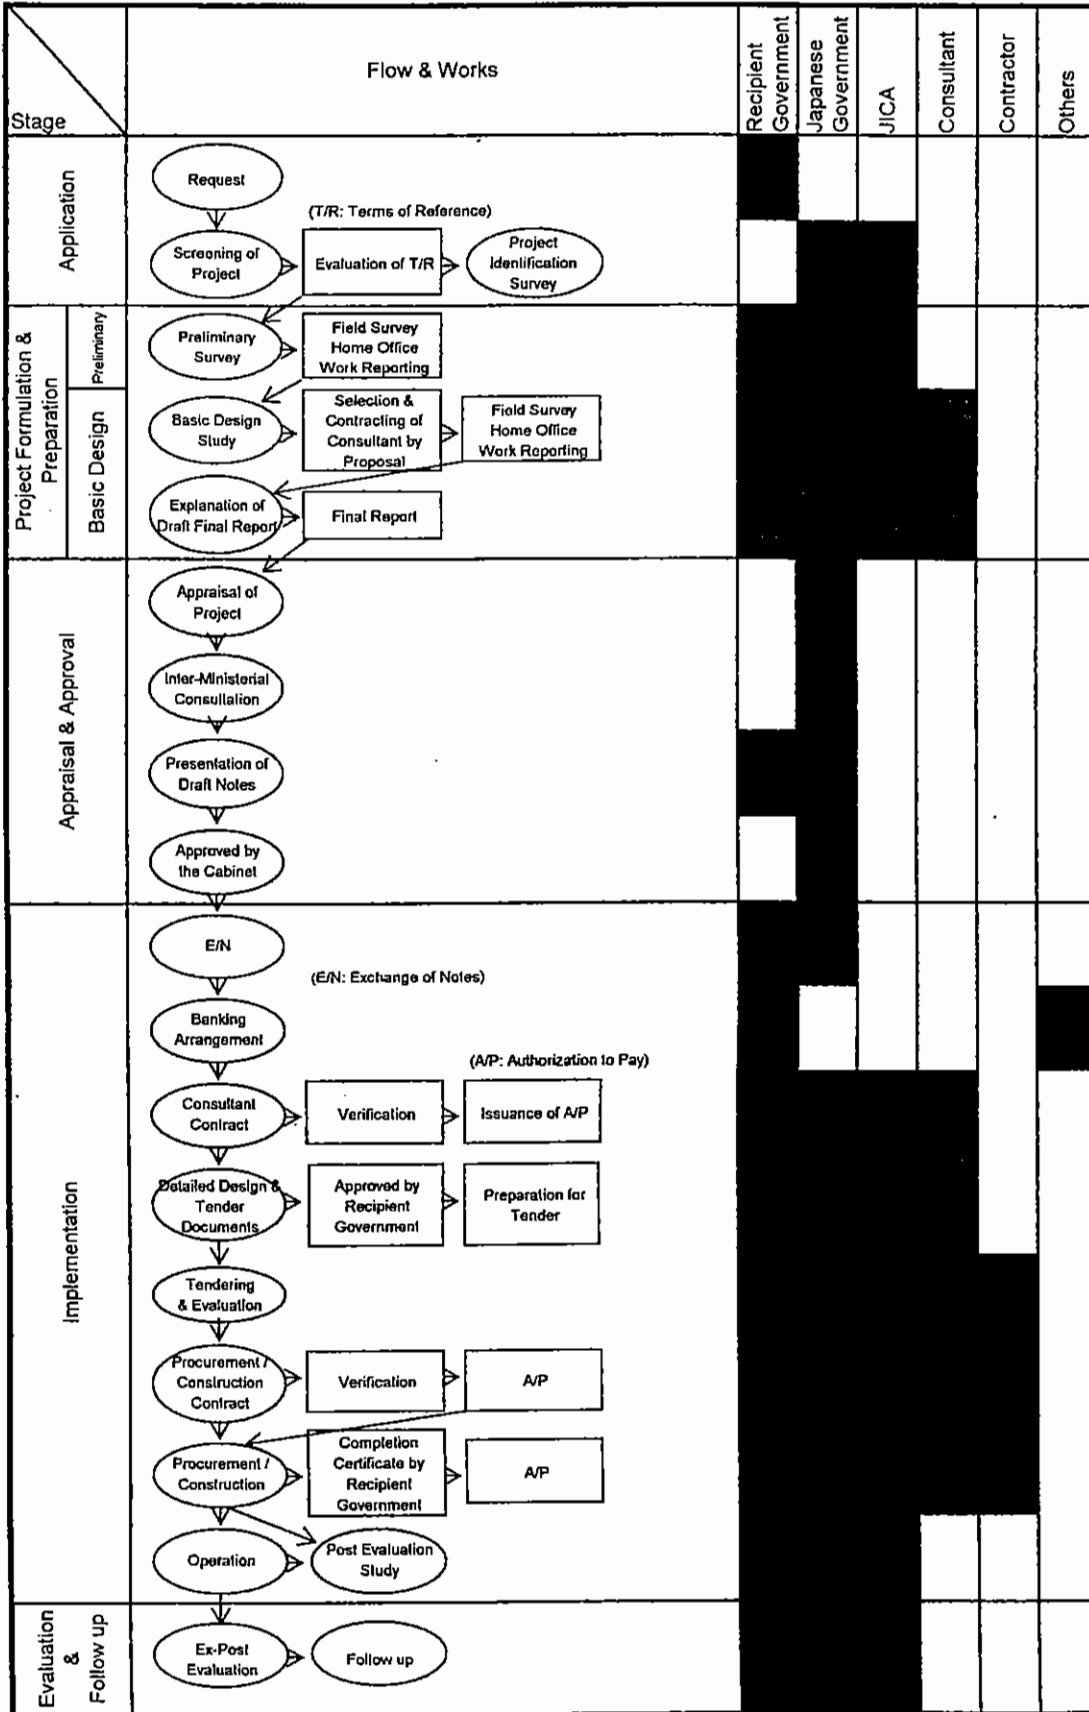 Stage
Flow & Works
Recipient
Government
Japanese
Government
JICA
Consultant
Contractor
Others
Application
Request
(T/R: Terms of Reference)
Screening of
Project
Evaluation of T/R
Project
Identification
Survey
Project Formulation &
Preparation
Preliminary
Preliminary
Survey
Field Survey
Home Office
Work Reporting
Basic Design
Basic Design
Study
Selection &
Contracting of
Consultant by
Proposal
Field Survey
Home Office
Work Reporting
Explanation of
Draft Final Report
Final Report
Appraisal & Approval
Appraisal of
Project
Inter-Ministerial
Consultation
Presentation of
Draft Notes
Approved by
the Cabinet
Implementation
E/N
(E/N: Exchange of Notes)
Banking
Arrangement
(A/P: Authorization to Pay)
Consultant
Contract
Verification
Issuance of A/P
Detailed Design &
Tender
Documents
Approved by
Recipient
Government
Preparation for
Tender
Tendering
& Evaluation
Procurement /
Construction
Contract
Verification
A/P
Procurement /
Construction
Completion
Certificate by
Recipient
Government
A/P
Operation
Post Evaluation
Study
Evaluation
&
Follow up
Ex-Post
Evaluation
Follow up